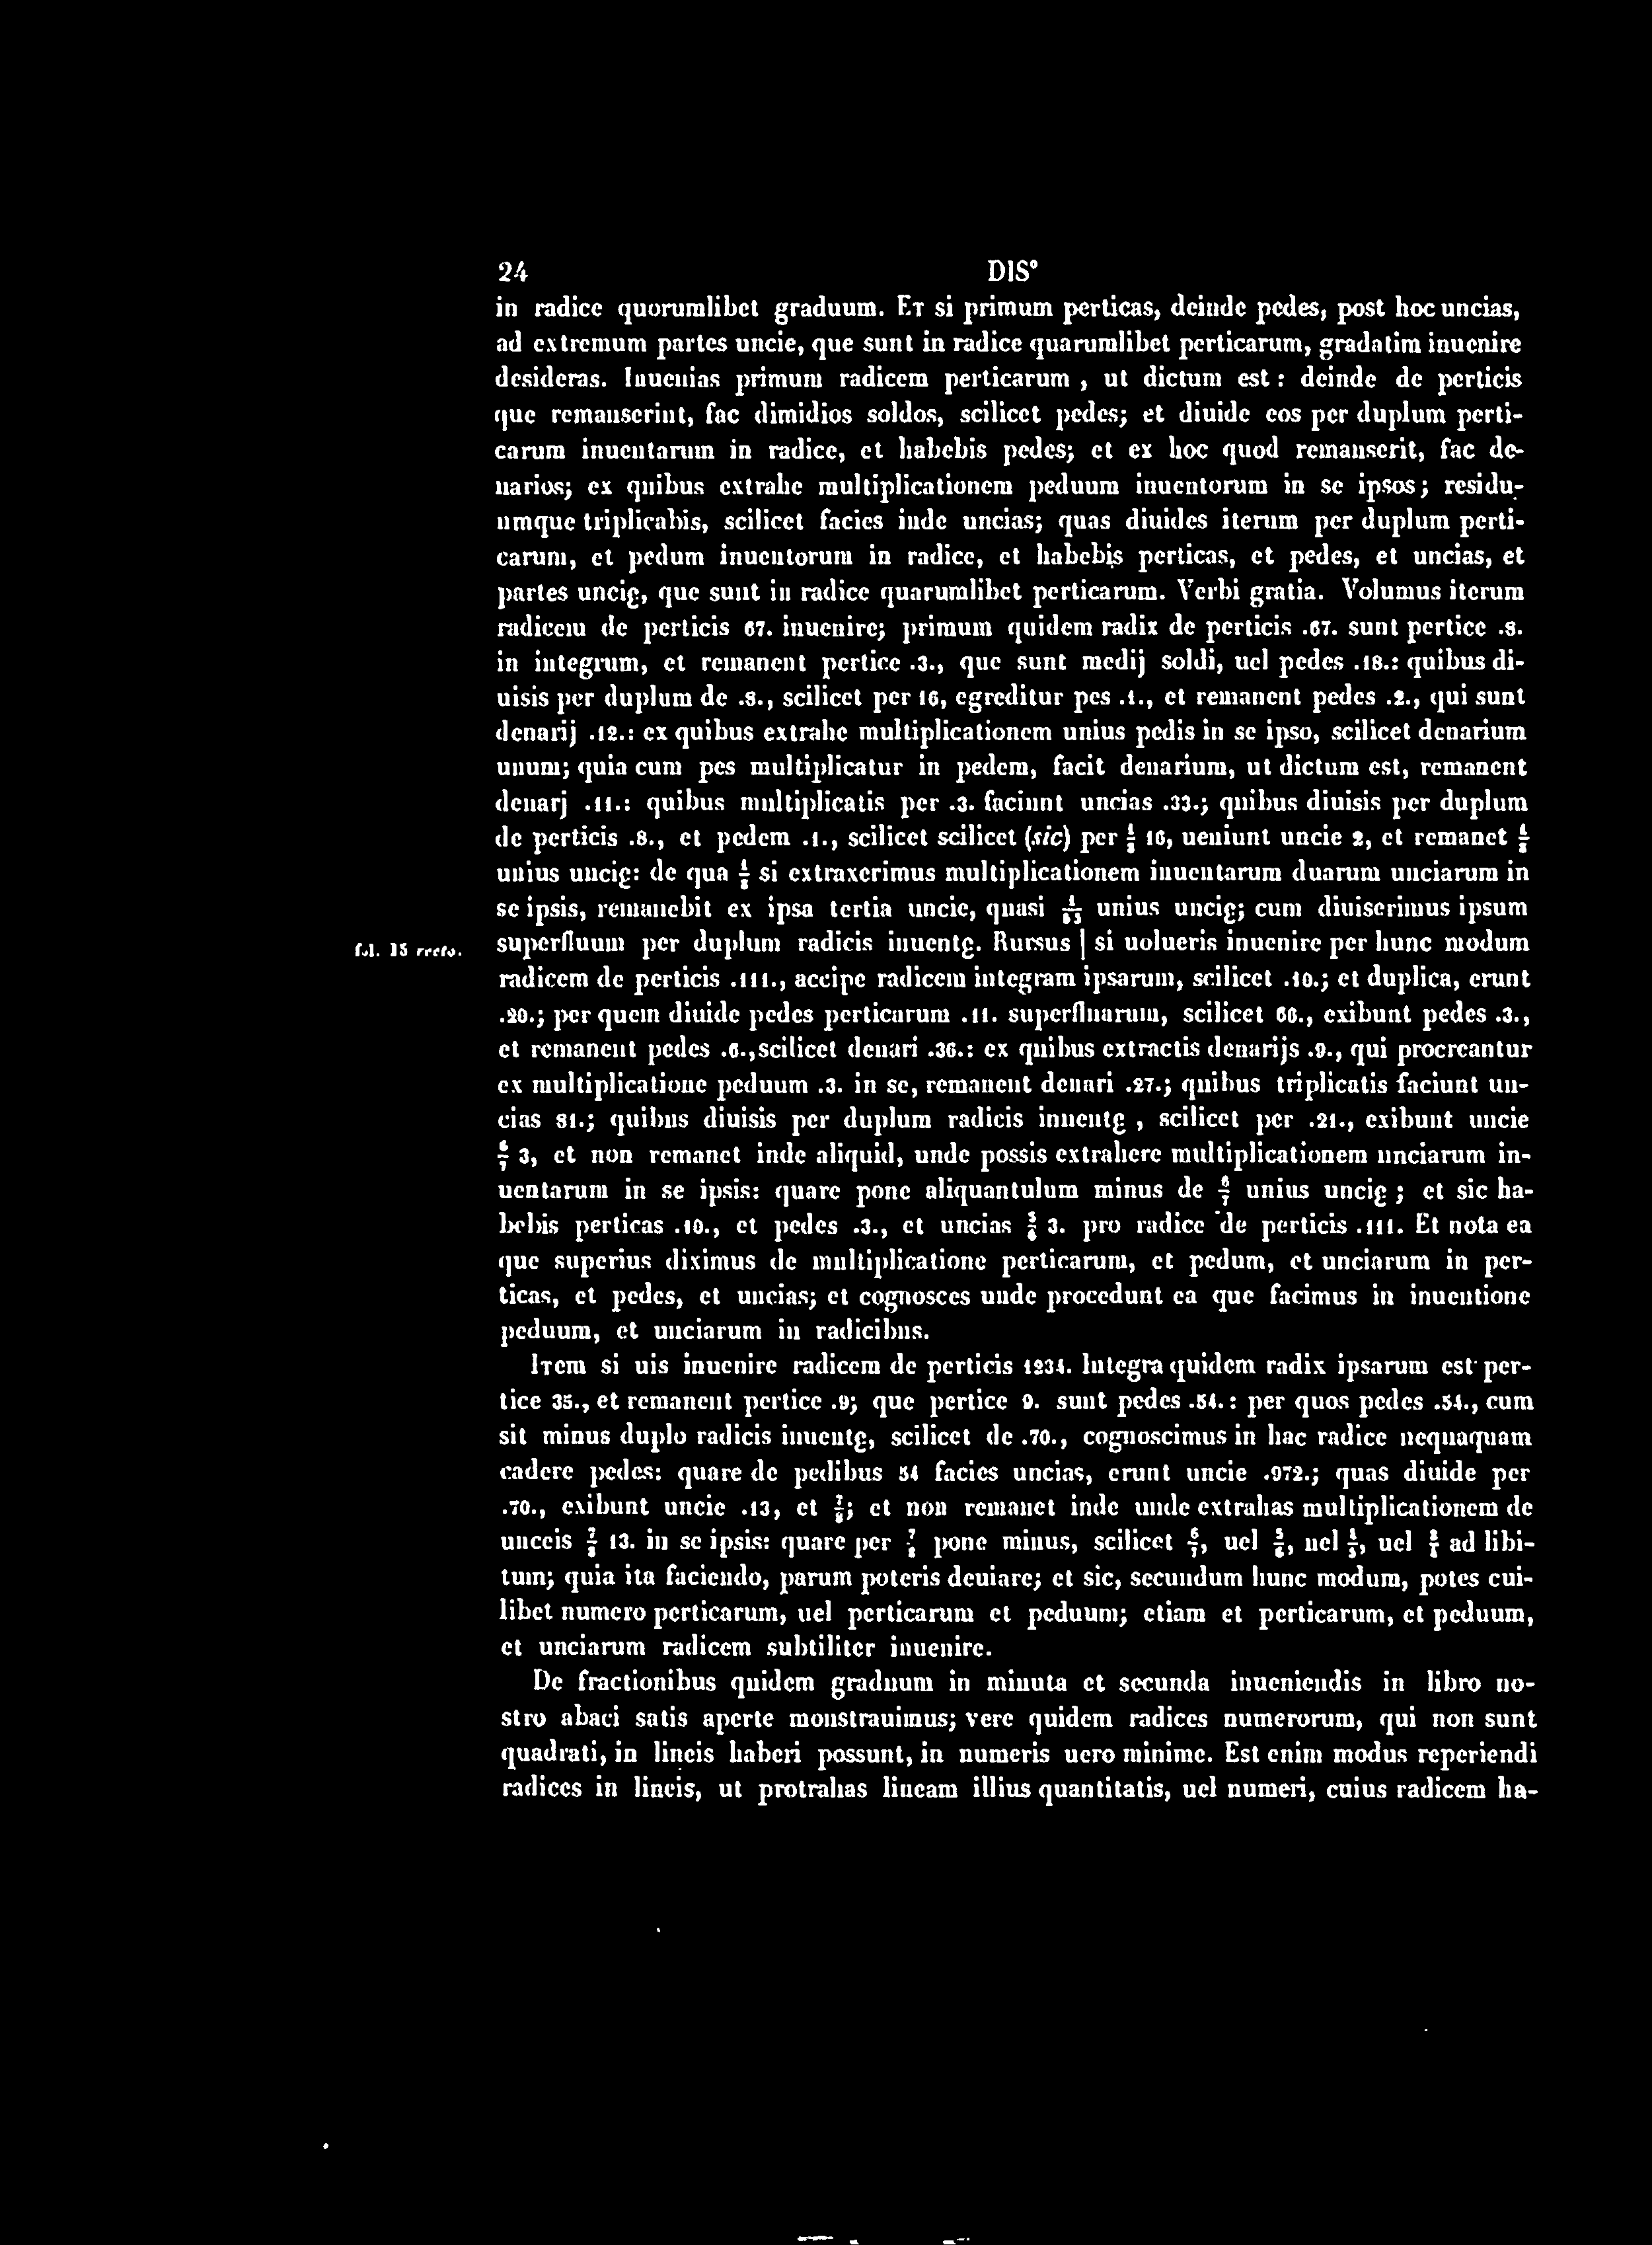 24 DISº
in radice quorumlibet graduum. Et si primum perticas, deinde pedes, post hoc uncias,
ad extremum partes uncie, que sunt in radice quarumlibet perticarum, gradatim inuenire
desideras. Inuenias primum radicem perticarum , ut dictum est : deinde de perticis
que remanserint, fac dimidios soldos, scilicet pedes; et diuide eos per duplum perti-
carum inuentarum in radice, et habebis pedes; et ex hoc quod remanserit, fac de-
narios; ex quibus extrahe multiplicationem peduum inuentorum in se ipsos; residu-
umque triplicabis, scilicet facies inde uncias; quas diuides iterum per duplum perti-
carum, et pedum inuentorum in radice, et habebis perticas, et pedes, et uncias, et
partes uncię, que sunt in radice quarumlibet perticarum. Verbi gratia. Volumus iterum
radicem de perticis 67. inuenire; primum quidem radix de perticis .67. sunt pertice .8.
in integrum, et remanent pertice .3., que sunt medij soldi, uel pedes .18.: quibus di-
uisis per duplum de .8., scilicet per 16, egreditur pes .1., et remanent pedes .2., qui sunt
denarij .12.: ex quibus extrahe multiplicationem unius pedis in se ipso, scilicet denarium
unum; quia cum pes multiplicatur in pedem, facit denarium, ut dictum est, remanent
denarj .11.: quibus multiplicatis per .3. faciunt uncias .33.; quibus diuisis per duplum
de perticis .8., et pedem .1., scilicet scilicet (sic) per 1/3 16, ueniunt uncie 2, et remanet 1/3
unius uncię: de qua 1/3 si extraxerimus multiplicationem inuentarum duarum unciarum in
se ipsis, remanebit ex ipsa tertia uncie, quasi unius uncię; cum diuiserimus ipsum
fol. 15 recto.
superfluum per duplum radicis inuentę. Rursus | si uolueris inuenire per hunc modum
radicem de perticis .111., accipe radicem integram ipsarum, scilicet .10.; et duplica, erunt
.20.; per quem diuide pedes perticarum .11. superfluarum, scilicet 66., exibunt pedes .3.,
et remanent pedes .6.,scilicet denari .36.: ex quibus extractis denarijs .9., qui procreantur
ex multiplicatione peduum .3. in se, remanent denari .27.; quibus triplicatis faciunt un-
cias 81.; quibus diuisis per duplum radicis inuentę , scilicet per .21., exibunt uncie
6/7 3, et non remanet inde aliquid, unde possis extrahere multiplicationem unciarum in-
uentarum in se ipsis: quare pone aliquantulum minus de 6/7 unius uncię ; et sic ha-
bebis perticas .10., et pedes .3., et uncias 5/6 3. pro radice de perticis .111. Et nota ea
que superius diximus de multiplicatione perticarum, et pedum, et unciarum in per-
ticas, et pedes, et uncias; et cognosces unde procedunt ea que facimus in inuentione
peduum, et unciarum in radicibus.
Item si uis inuenire radicem de perticis 1234. Integra quidem radix ipsarum est per-
tice 35., et remanent pertice .9; que pertice 9. sunt pedes .54.: per quos pedes .54., cum
sit minus duplo radicis inuentę, scilicet de .70., cognoscimus in hac radice nequaquam
cadere pedes: quare de pedibus 54 facies uncias, erunt uncie .972.; quas diuide per
.70., exibunt uncie .13, et 7/8; et non remanet inde unde extrahas multiplicationem de
unceis 7/8 13. in se ipsis: quare per 7/8 pone minus, scilicet 6/7, uel 5/6, uel 4/5, uel 3/4 ad libi-
tum; quia ita faciendo, parum poteris deuiare; et sic, secundum hunc modum, potes cui-
libet numero perticarum, uel perticarum et peduum; etiam et perticarum, et peduum,
et unciarum radicem subtiliter inuenire.
De fractionibus quidem graduum in minuta et secunda inueniendis in libro no-
stro abaci satis aperte monstrauimus; vere quidem radices numerorum, qui non sunt
quadrati, in lineis haberi possunt, in numeris uero minime. Est enim modus reperiendi
radices in lineis, ut protrahas lineam illius quantitatis, uel numeri, cuius radicem ha-